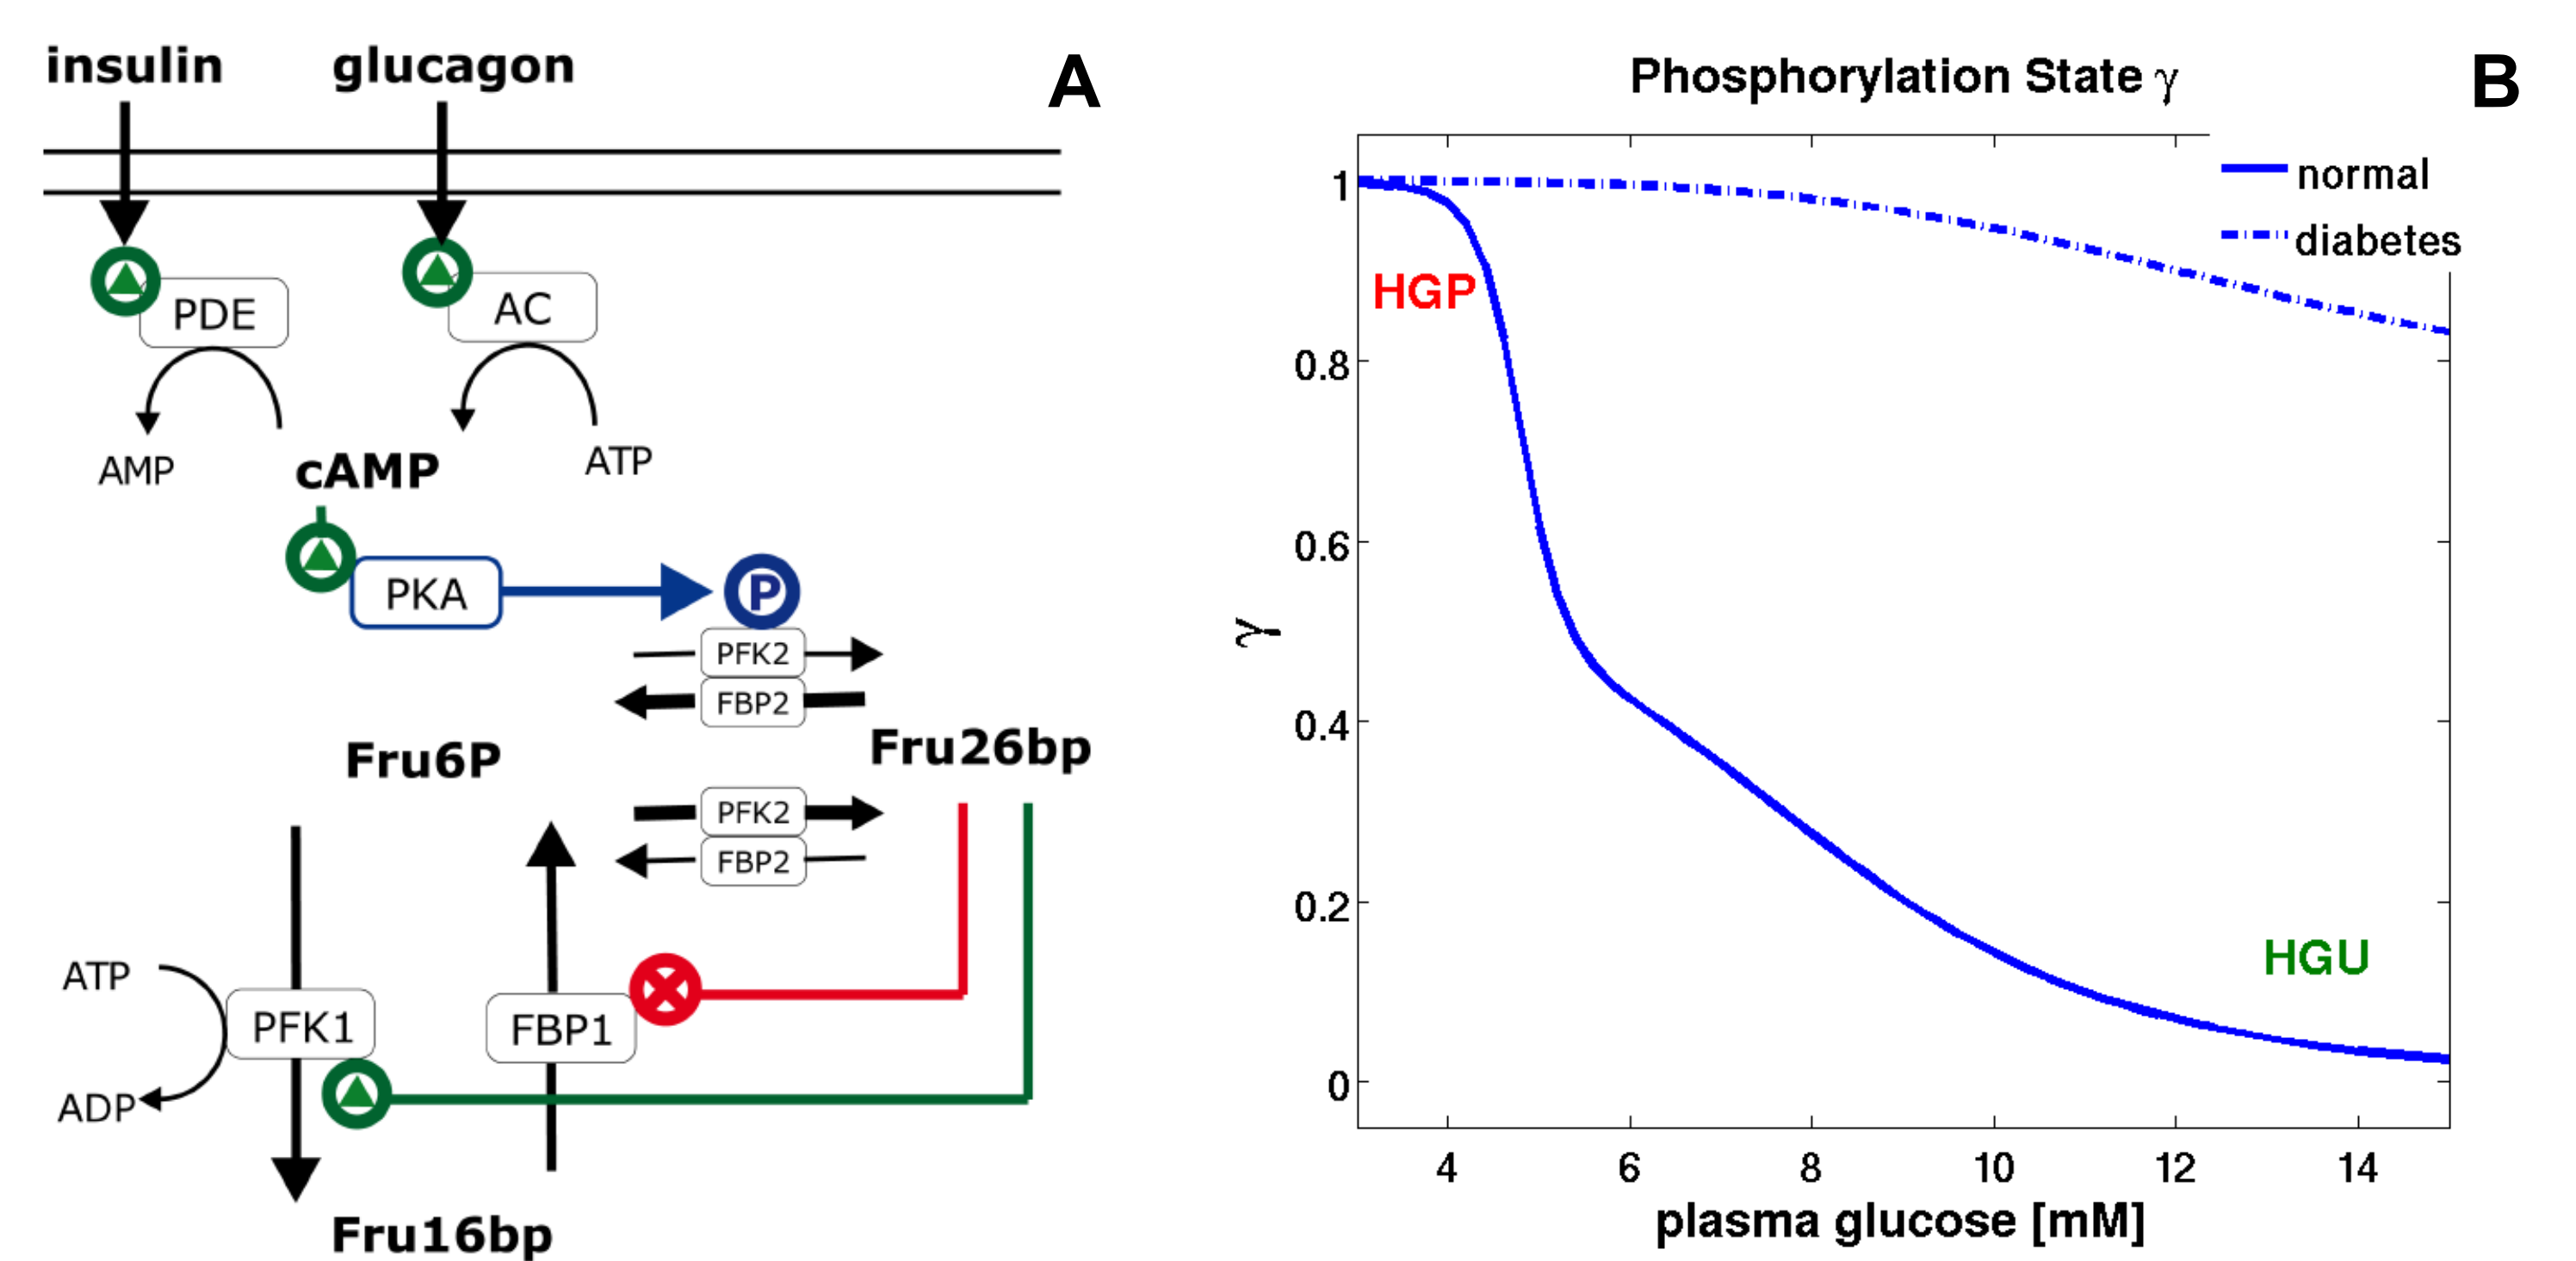 insulin glucagon A
PDE AC
AMP cAMP ATP
PKA P
PFK2
FBP2
Fru6P Fru26bp
PFK2
FBP2
ATP
PFK1 FBP1
ADP
Fru16bp
Phosphorylation State γ B
normal
diabetes
HGP
HGU
γ
1
0.8
0.6
0.4
0.2
0
4 6 8 10 12 14
plasma glucose [mM]